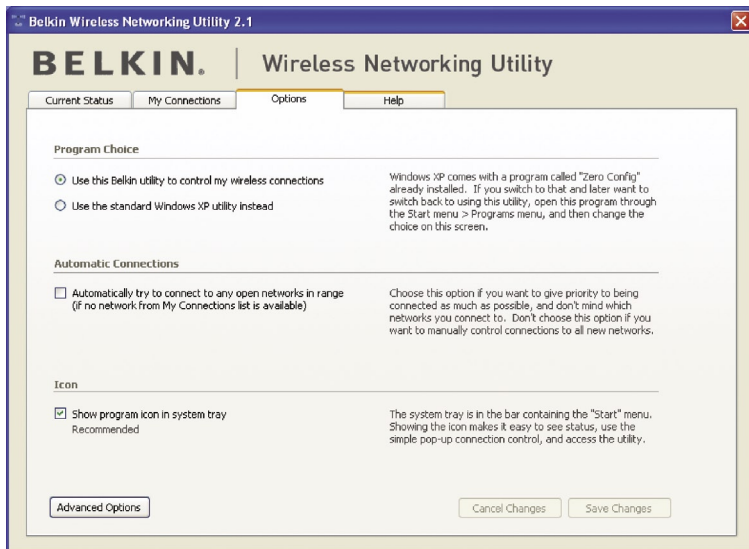 Belkin Wireless Networking Utility 2.1
BELKIN. | Wireless Networking Utility
Current Status My Connections Options Help
Program Choice
Use this Belkin utility to control my wireless connections
Use the standard Windows XP utility instead
Windows XP comes with a program called "Zero Config"
already installed. If you switch to that and later want to
switch back to using this utility, open this program through
the Start menu > Programs menu, and then change the
choice on this screen.
Automatic Connections
Automatically try to connect to any open networks in range
(if no network from My Connections list is available)
Choose this option if you want to give priority to being
connected as much as possible, and don't mind which
networks you connect to. Don't choose this option if you
want to manually control connections to all new networks.
Icon
Show program icon in system tray
Recommended
The system tray is in the bar containing the "Start" menu.
Showing the icon makes it easy to see status, use the
simple pop-up connection control, and access the utility.
Advanced Options
Cancel Changes
Save Changes